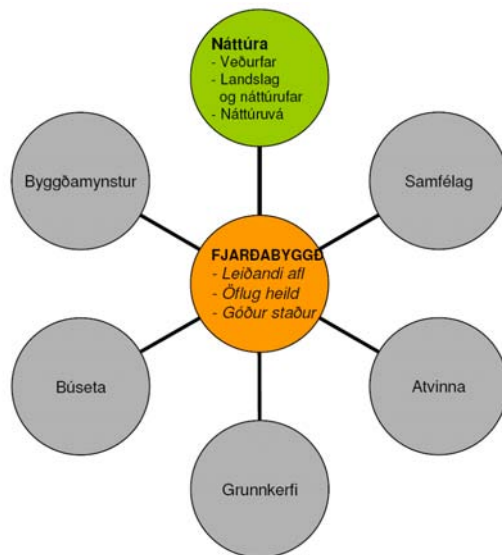 Náttúra
- Veðurfar
- Landslag
og náttúrufar
- Náttúruvá
Byggðamynstur
Samfélag
FJARÐABYGGÐ
- Leiðandi afl
- Öflug heild
- Góður staður
Búseta
Atvinna
Grunnkerfi